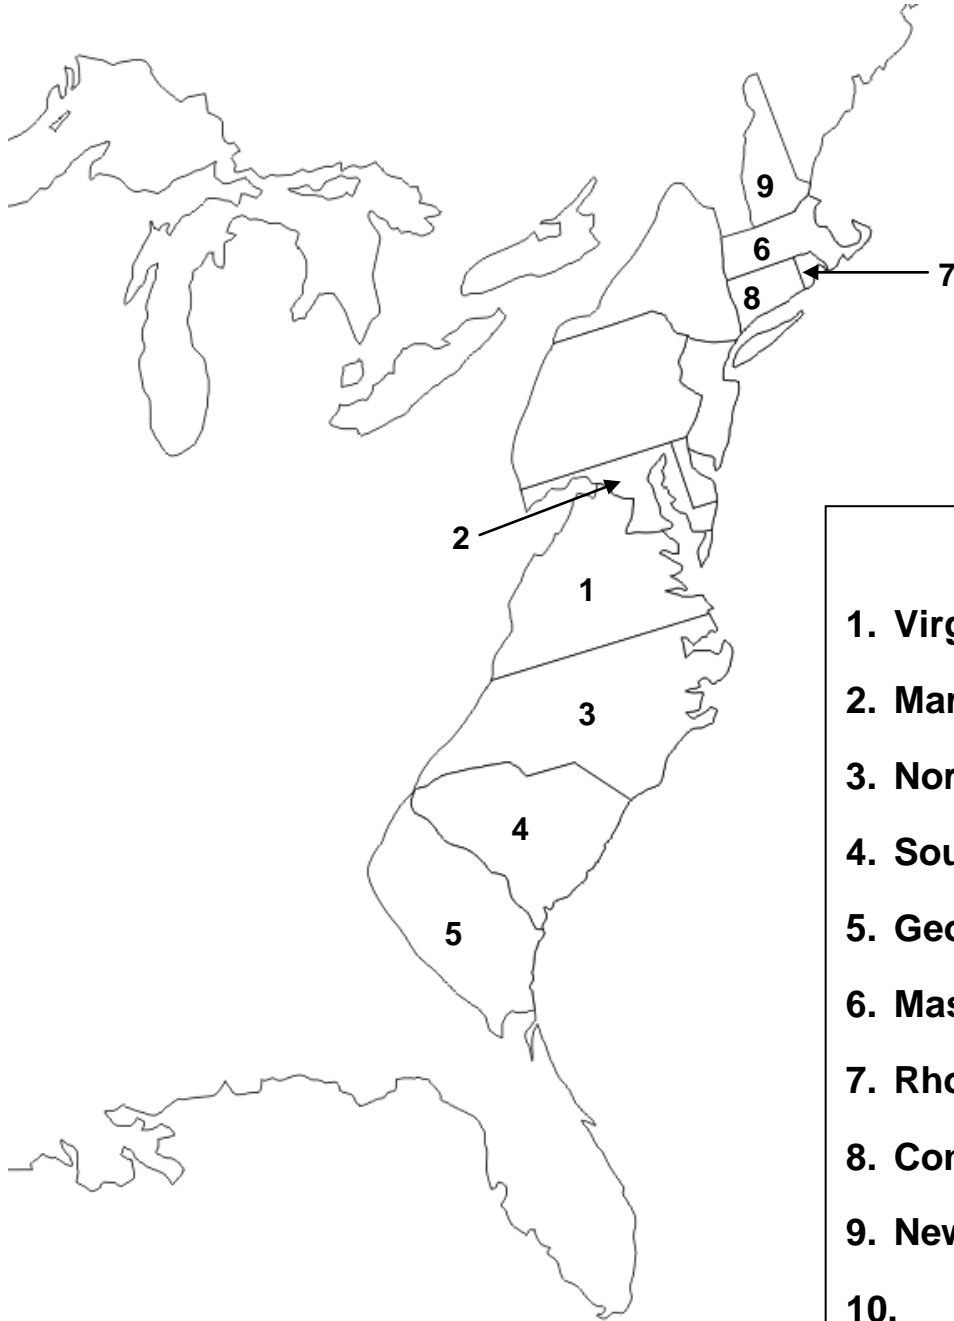 9
6
7
8
2
1
3
4
5
1. Virg
2. Mar
3. Nor
4. Sou
5. Geo
6. Mas
7. Rho
8. Con
9. New
10.